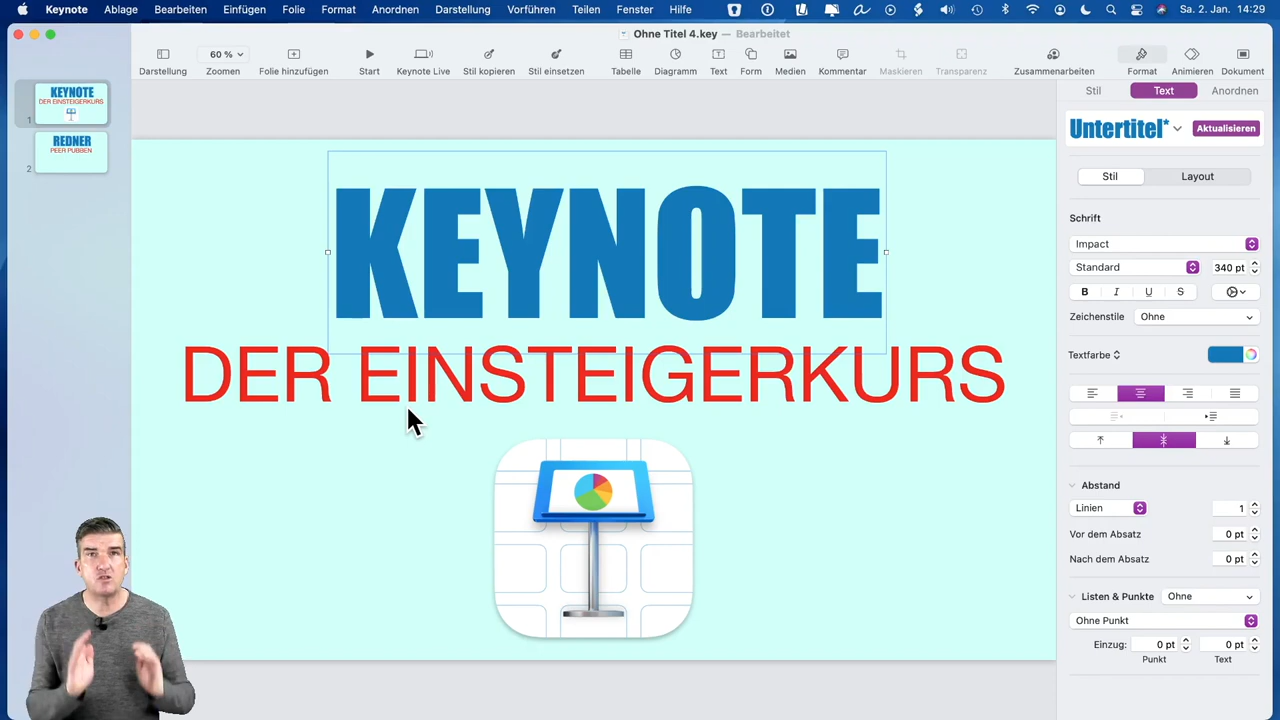 Keynote Ablage Bearbeiten Einfügen Folie Format Anordnen Darstellung Vorführen Teilen Fenster Hilfe Sa. 2. Jan. 14:29
Ohne Titel 4.key — Bearbeitet
60 %
Darstellung Zoomen Folie hinzufügen Start Keynote Live Stil kopieren Stil einsetzen Tabelle Diagramm Text Form Medien Kommentar Maskieren Transparenz Zusammenarbeiten Format Animieren Dokument
Stil Text Anordnen
KEYNOTE
DER EINSTEIGERKURS
1
REDNER
PEER PUBBEN
2
KEYNOTE
DER EINSTEIGERKURS
Untertitel* Aktualisieren
Stil Layout
Schrift
Impact
Standard 340 pt
B I U S
Zeichenstile Ohne
Textfarbe
Abstand
Linien 1
Vor dem Absatz 0 pt
Nach dem Absatz 0 pt
Listen & Punkte Ohne
Ohne Punkt
Einzug: 0 pt 0 pt
Punkt Text